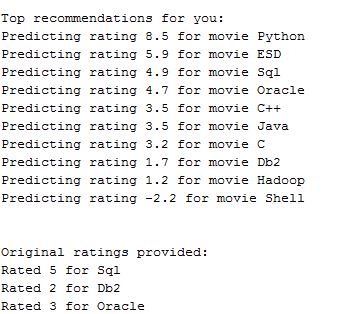 Top recommendations for you:
Predicting rating 8.5 for movie Python
Predicting rating 5.9 for movie ESD
Predicting rating 4.9 for movie Sql
Predicting rating 4.7 for movie Oracle
Predicting rating 3.5 for movie C++
Predicting rating 3.5 for movie Java
Predicting rating 3.2 for movie C
Predicting rating 1.7 for movie Db2
Predicting rating 1.2 for movie Hadoop
Predicting rating -2.2 for movie Shell
Original ratings provided:
Rated 5 for Sql
Rated 2 for Db2
Rated 3 for Oracle